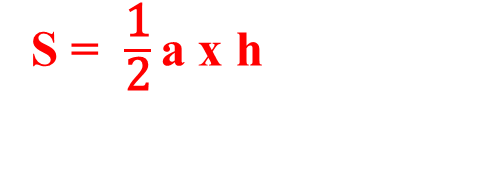 S = 1/2 a x h